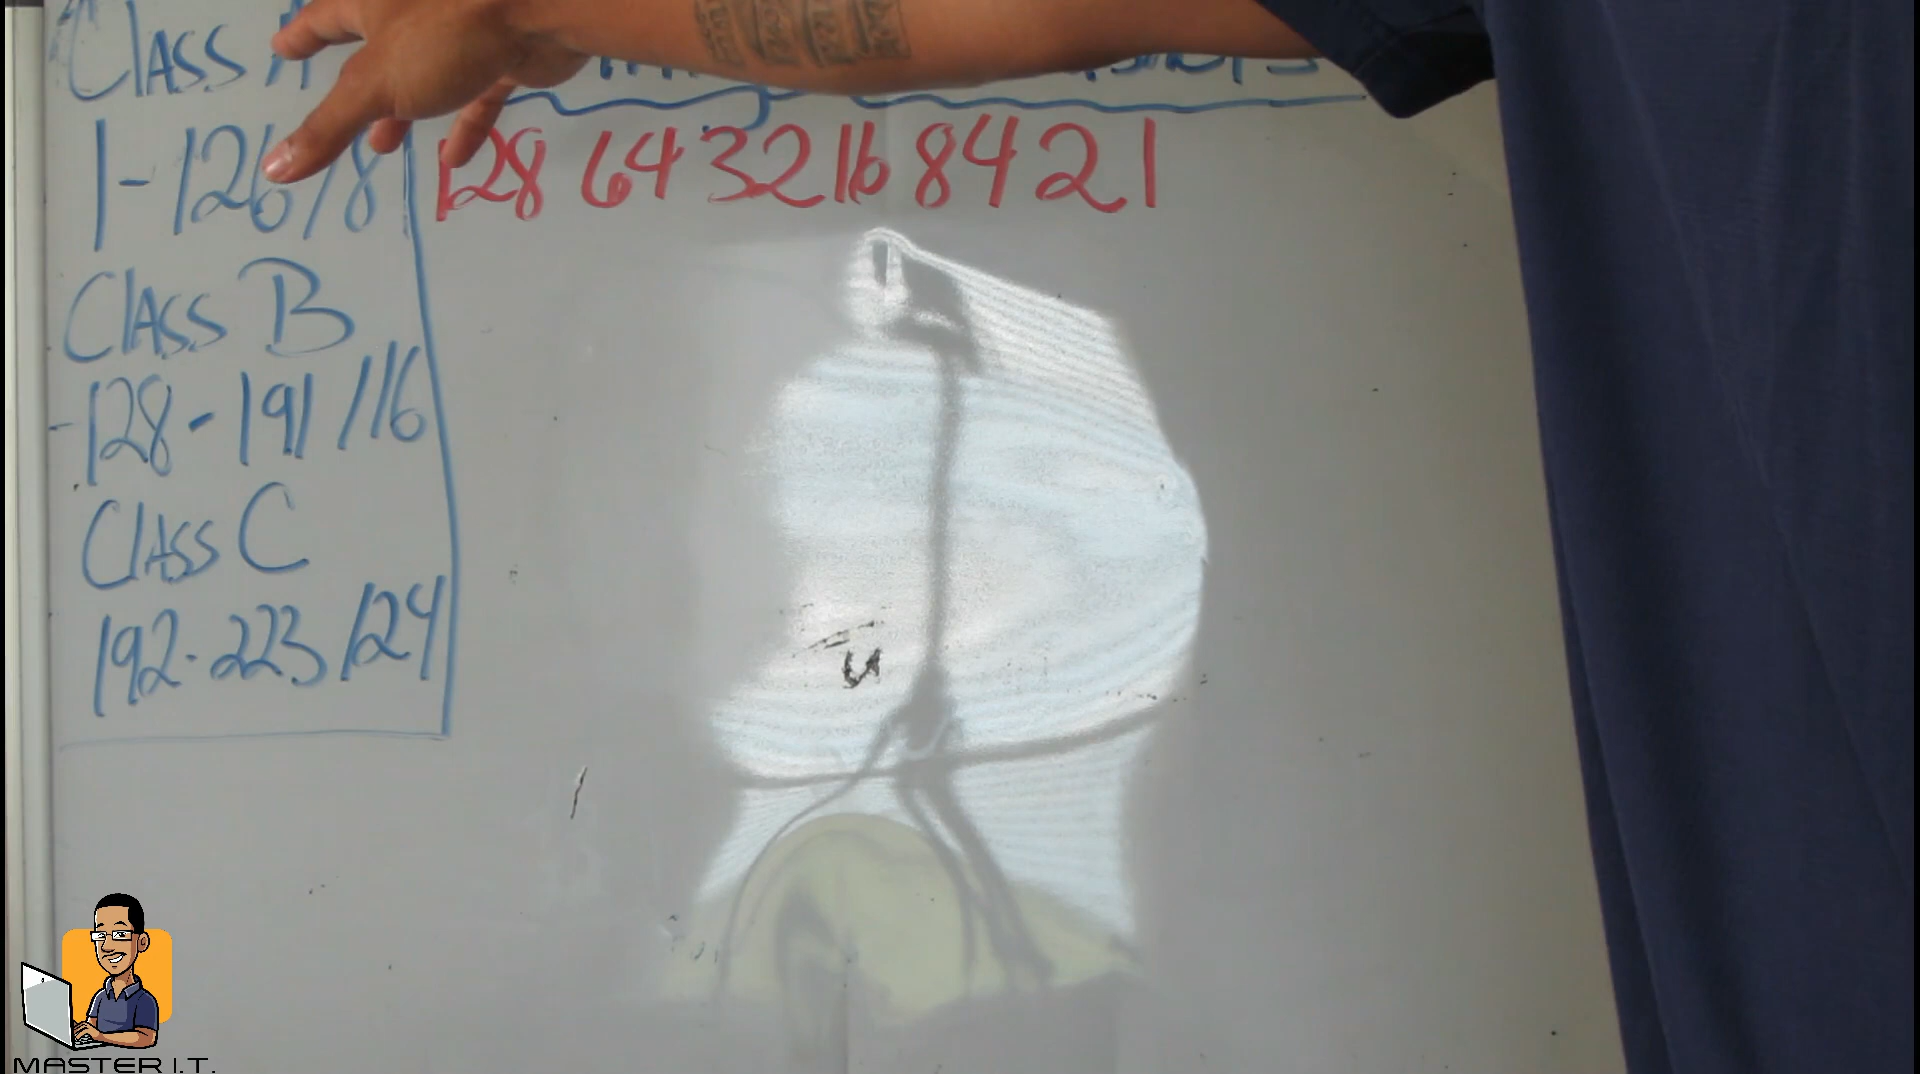 Class A
1-126/8
128 64 32 16 8 4 2 1
Class B
-128-191/16
Class C
192-223/24
MASTER I.T.